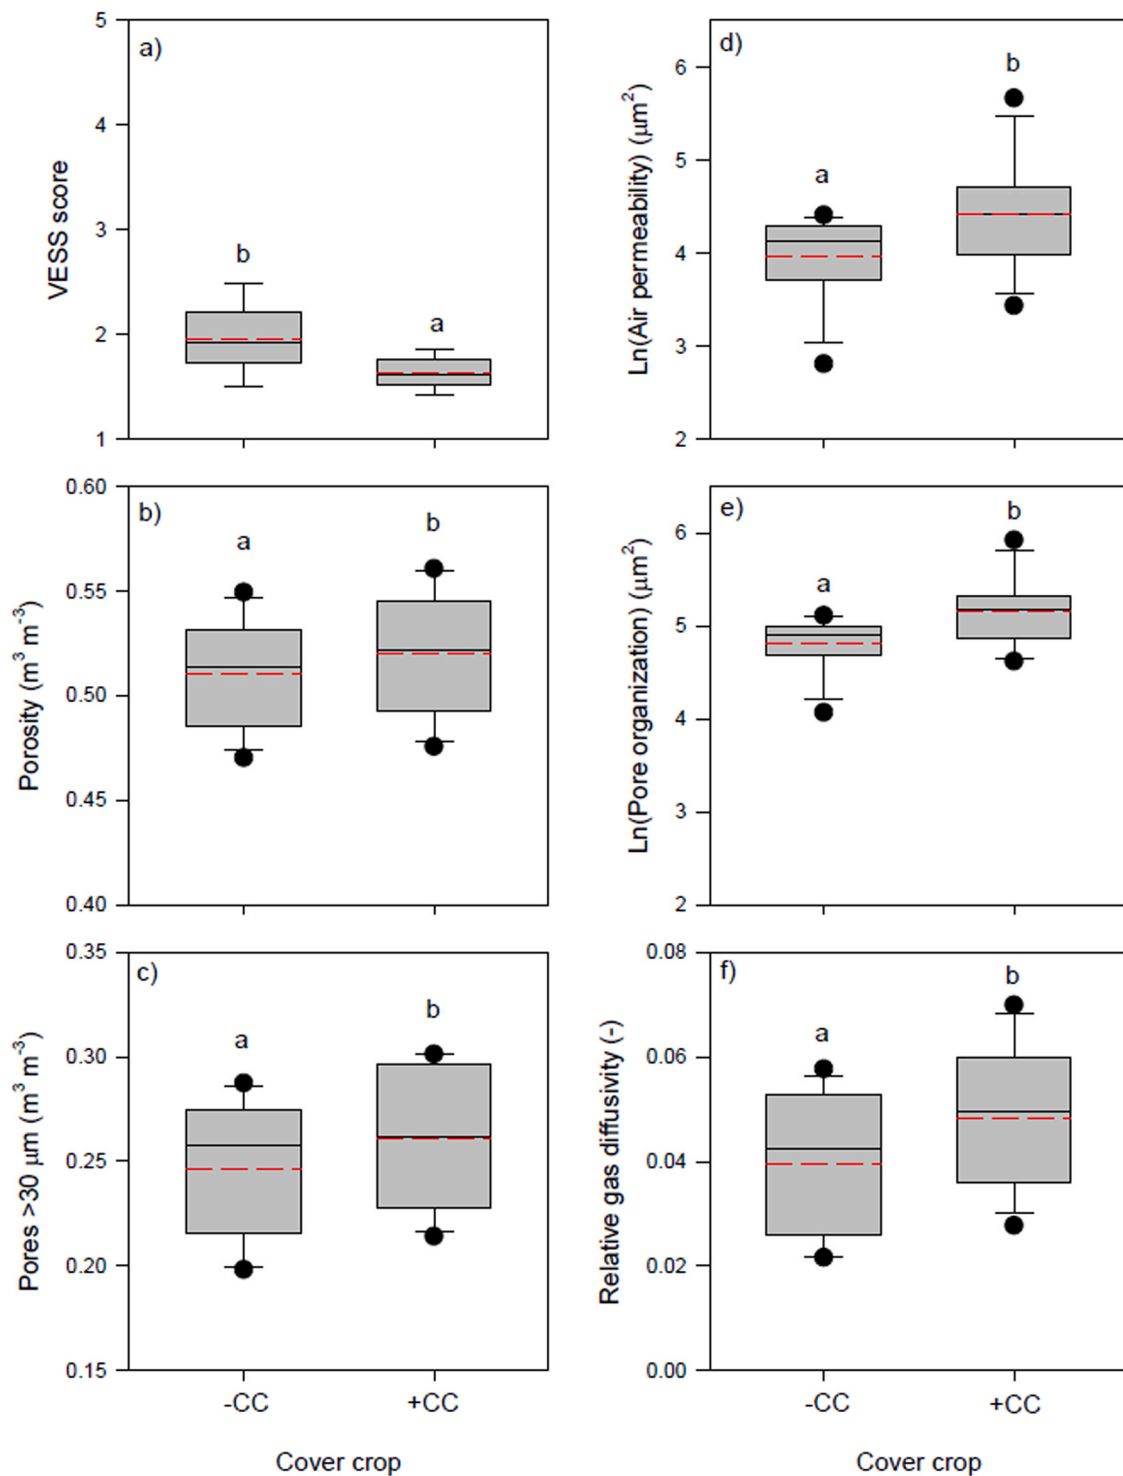 a)
VESS score
5
4
3
2
1
b
a
b)
Porosity (m³ m⁻³)
0.60
0.55
0.50
0.45
0.40
a
b
c)
Pores >30 μm (m³ m⁻³)
0.35
0.30
0.25
0.20
0.15
a
b
-CC
+CC
Cover crop
d)
Ln(Air permeability) (μm²)
6
5
4
3
2
a
b
e)
Ln(Pore organization) (μm²)
6
5
4
3
2
a
b
f)
Relative gas diffusivity (-)
0.08
0.06
0.04
0.02
0.00
a
b
-CC
+CC
Cover crop